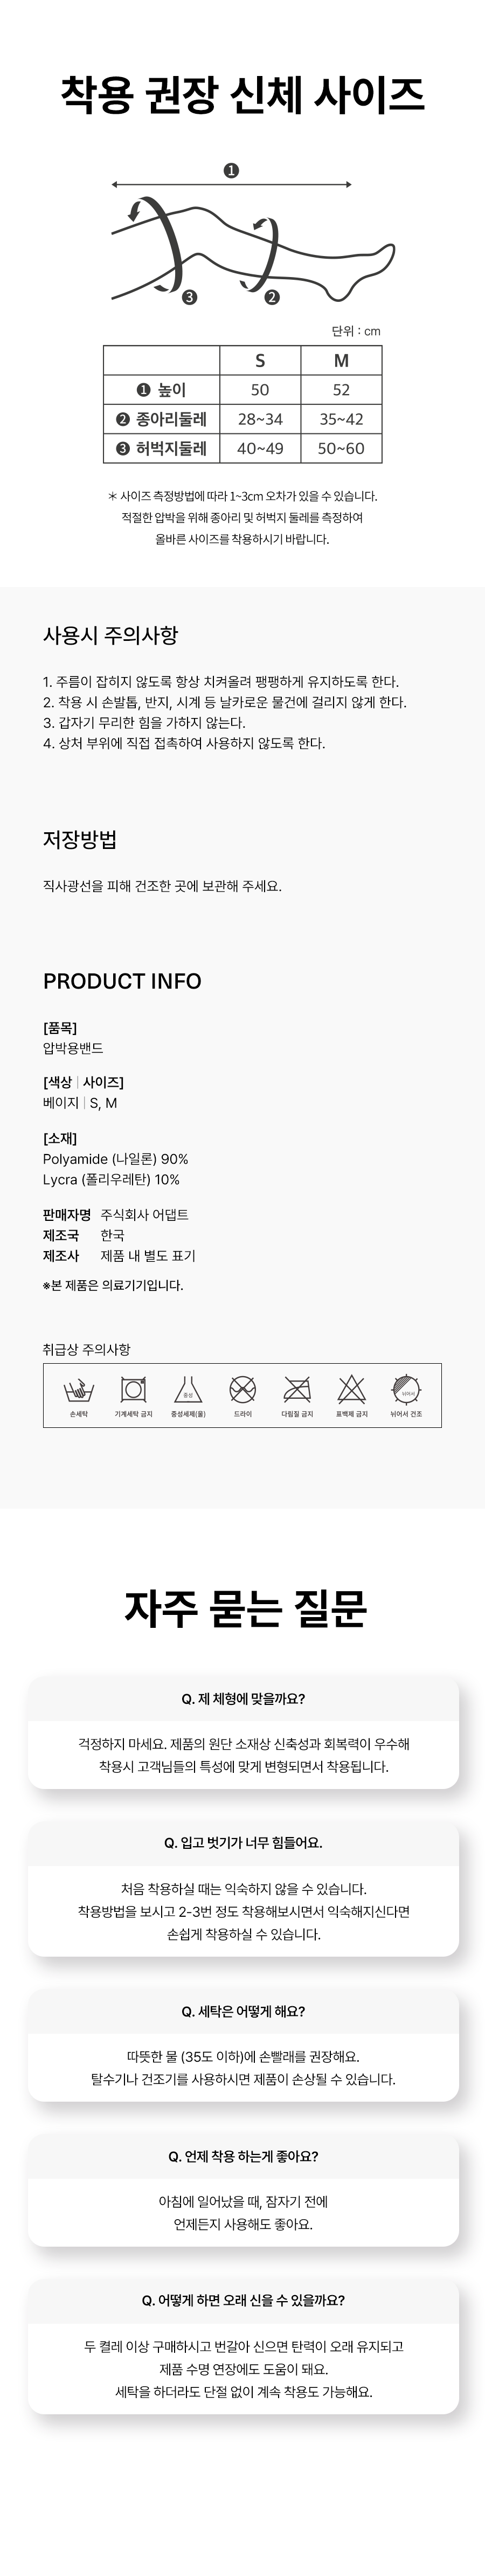 착용 권장 신체 사이즈
❶
❸
❷
단위 : cm
S M
❶ 높이 50 52
❷ 종아리둘레 28~34 35~42
❸ 허벅지둘레 40~49 50~60
＊ 사이즈 측정방법에 따라 1~3cm 오차가 있을 수 있습니다.
적절한 압박을 위해 종아리 및 허벅지 둘레를 측정하여
올바른 사이즈를 착용하시기 바랍니다.
사용시 주의사항
1. 주름이 잡히지 않도록 항상 치켜올려 팽팽하게 유지하도록 한다.
2. 착용 시 손발톱, 반지, 시계 등 날카로운 물건에 걸리지 않게 한다.
3. 갑자기 무리한 힘을 가하지 않는다.
4. 상처 부위에 직접 접촉하여 사용하지 않도록 한다.
저장방법
직사광선을 피해 건조한 곳에 보관해 주세요.
PRODUCT INFO
[품목]
압박용밴드
[색상 | 사이즈]
베이지 | S, M
[소재]
Polyamide (나일론) 90%
Lycra (폴리우레탄) 10%
판매자명 주식회사 어댑트
제조국 한국
제조사 제품 내 별도 표기
※본 제품은 의료기기입니다.
취급상 주의사항
중성
뉘어서
손세탁 기계세탁 금지 중성세제(울) 드라이 다림질 금지 표백제 금지 뉘어서 건조
자주 묻는 질문
Q. 제 체형에 맞을까요?
걱정하지 마세요. 제품의 원단 소재상 신축성과 회복력이 우수해
착용시 고객님들의 특성에 맞게 변형되면서 착용됩니다.
Q. 입고 벗기가 너무 힘들어요.
처음 착용하실 때는 익숙하지 않을 수 있습니다.
착용방법을 보시고 2-3번 정도 착용해보시면서 익숙해지신다면
손쉽게 착용하실 수 있습니다.
Q. 세탁은 어떻게 해요?
따뜻한 물 (35도 이하)에 손빨래를 권장해요.
탈수기나 건조기를 사용하시면 제품이 손상될 수 있습니다.
Q. 언제 착용 하는게 좋아요?
아침에 일어났을 때, 잠자기 전에
언제든지 사용해도 좋아요.
Q. 어떻게 하면 오래 신을 수 있을까요?
두 켤레 이상 구매하시고 번갈아 신으면 탄력이 오래 유지되고
제품 수명 연장에도 도움이 돼요.
세탁을 하더라도 단절 없이 계속 착용도 가능해요.